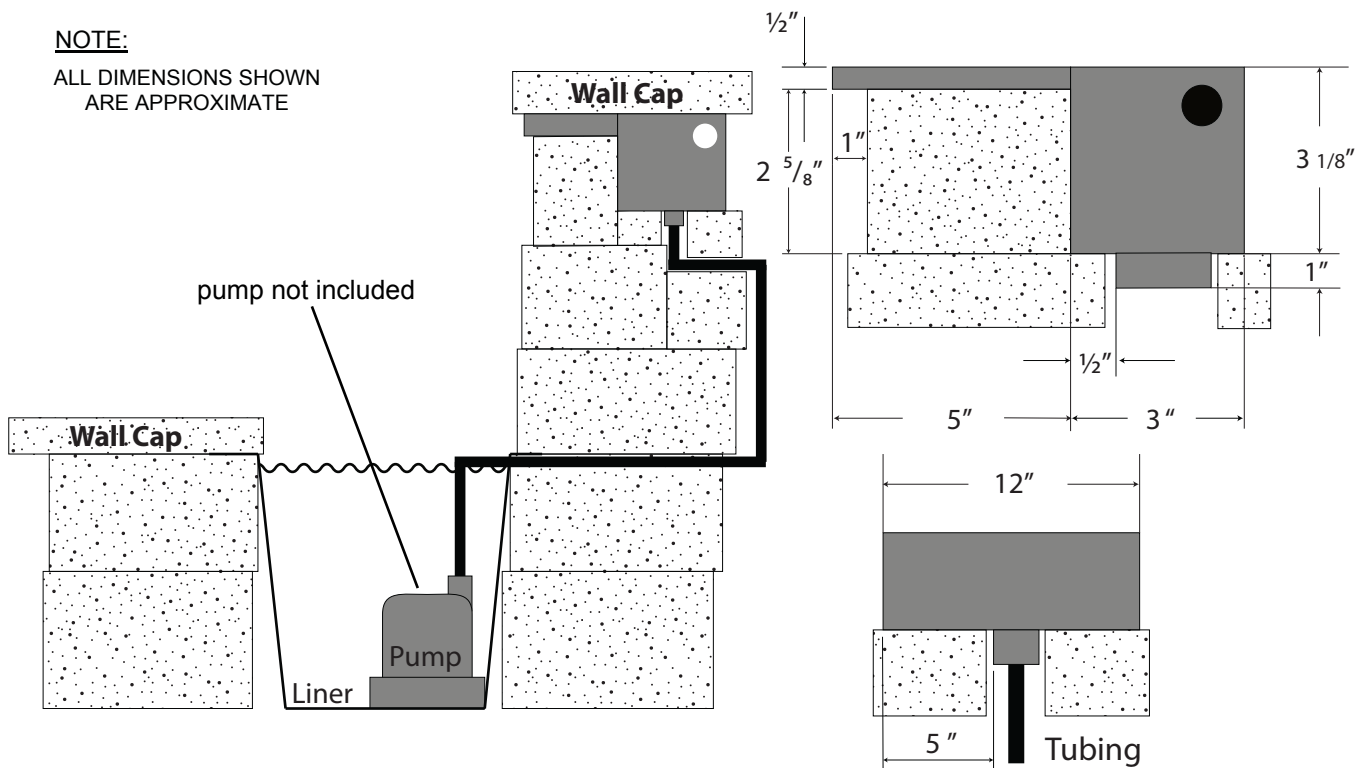 NOTE:
ALL DIMENSIONS SHOWN
ARE APPROXIMATE
Wall Cap
pump not included
Wall Cap
Pump
Liner
½"
1"
2 ⁵/₈"
3 1/8"
1"
½"
5"
3 "
12"
5 "
Tubing